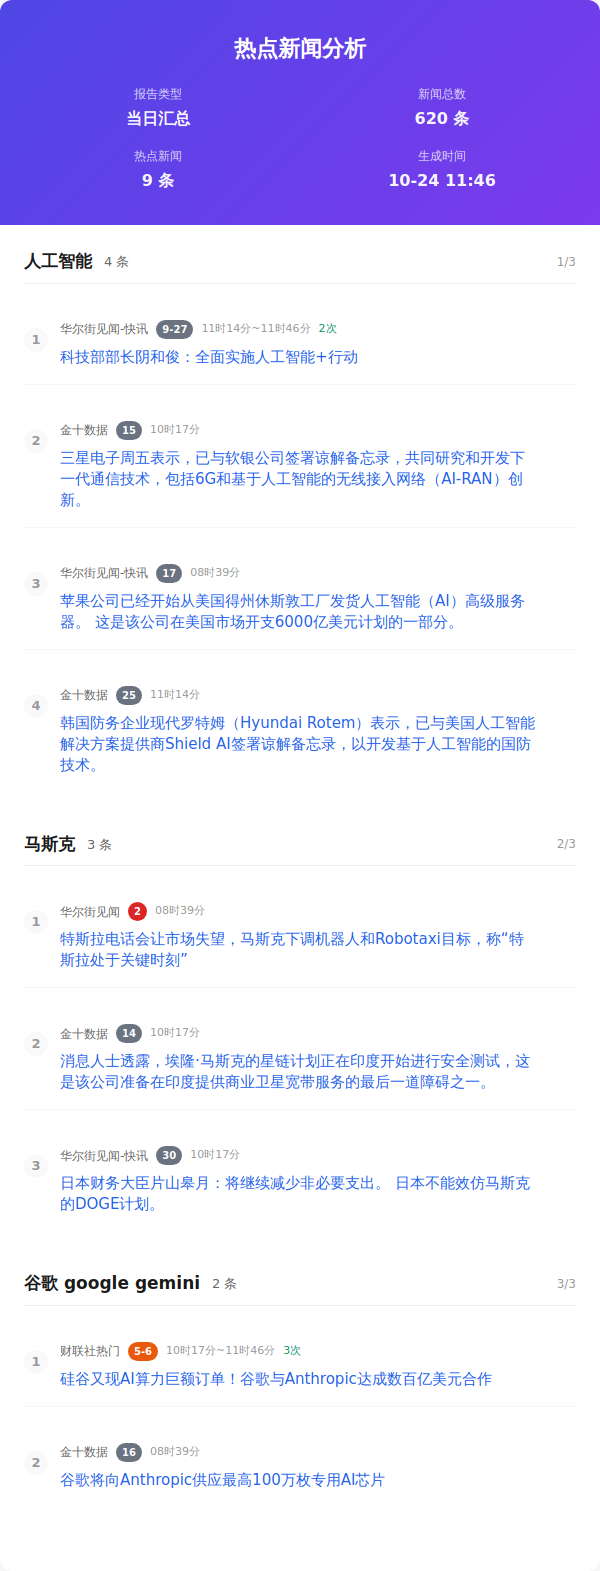 热点新闻分析
报告类型
当日汇总
新闻总数
620 条
热点新闻
9 条
生成时间
10-24 11:46
人工智能 4 条 1/3
1 华尔街见闻-快讯 9-27 11时14分~11时46分 2次
科技部部长阴和俊：全面实施人工智能+行动
2 金十数据 15 10时17分
三星电子周五表示，已与软银公司签署谅解备忘录，共同研究和开发下
一代通信技术，包括6G和基于人工智能的无线接入网络（AI-RAN）创
新。
3 华尔街见闻-快讯 17 08时39分
苹果公司已经开始从美国得州休斯敦工厂发货人工智能（AI）高级服务
器。 这是该公司在美国市场开支6000亿美元计划的一部分。
4 金十数据 25 11时14分
韩国防务企业现代罗特姆（Hyundai Rotem）表示，已与美国人工智能
解决方案提供商Shield AI签署谅解备忘录，以开发基于人工智能的国防
技术。
马斯克 3 条 2/3
1 华尔街见闻 2 08时39分
特斯拉电话会让市场失望，马斯克下调机器人和Robotaxi目标，称“特
斯拉处于关键时刻”
2 金十数据 14 10时17分
消息人士透露，埃隆·马斯克的星链计划正在印度开始进行安全测试，这
是该公司准备在印度提供商业卫星宽带服务的最后一道障碍之一。
3 华尔街见闻-快讯 30 10时17分
日本财务大臣片山皋月：将继续减少非必要支出。 日本不能效仿马斯克
的DOGE计划。
谷歌 google gemini 2 条 3/3
1 财联社热门 5-6 10时17分~11时46分 3次
硅谷又现AI算力巨额订单！谷歌与Anthropic达成数百亿美元合作
2 金十数据 16 08时39分
谷歌将向Anthropic供应最高100万枚专用AI芯片